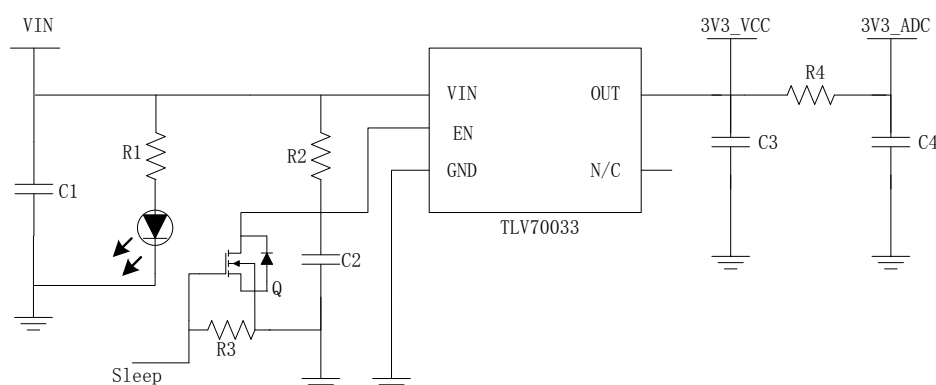 VIN
3V3_VCC
3V3_ADC
R4
VIN
OUT
EN
R1
R2
C3
C4
GND
N/C
C1
TLV70033
C2
Q
R3
Sleep